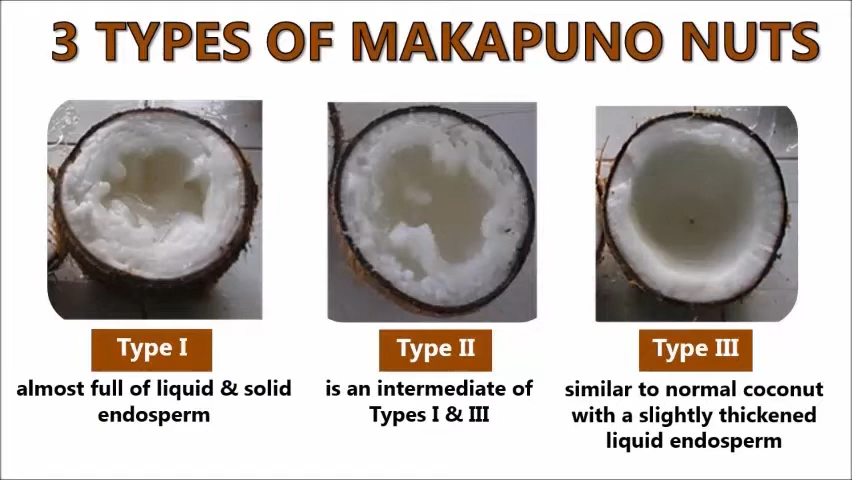 3 TYPES OF MAKAPUNO NUTS
Type I
almost full of liquid & solid
endosperm
Type II
is an intermediate of
Types I & III
Type III
similar to normal coconut
with a slightly thickened
liquid endosperm